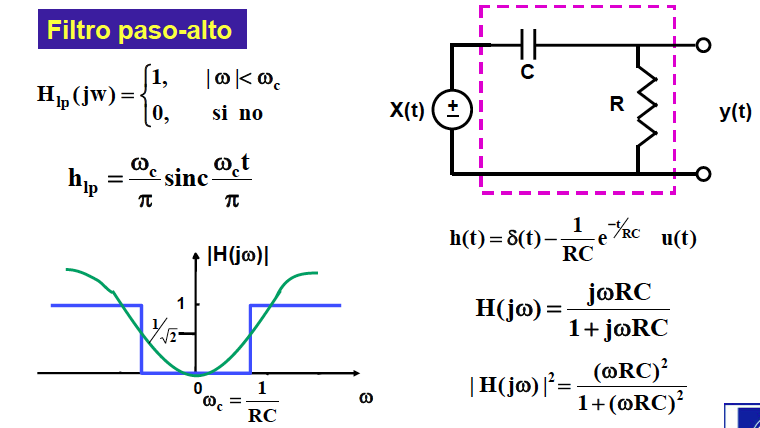 Filtro paso-alto
H_lp (jw) = { 1, |ω|< ω_c
0, si no
h_lp = ω_c/π sinc ω_c t/π
|H(jω)|
1
1/√2
0
ω_c = 1/RC
ω
C
R
X(t)
±
y(t)
h(t) = δ(t) − 1/RC e^(−t/RC) u(t)
H(jω) = jωRC / 1 + jωRC
| H(jω) |² = (ωRC)² / 1 + (ωRC)²